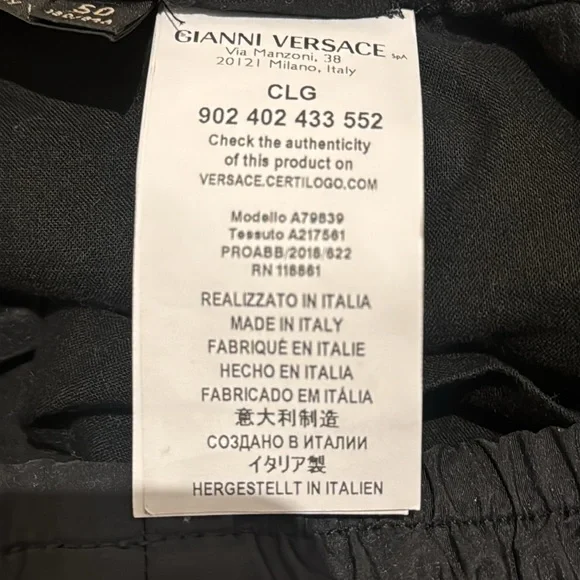 50
GIANNI VERSACE SpA
Via Manzoni, 38
20121 Milano, Italy
CLG
902 402 433 552
Check the authenticity
of this product on
VERSACE.CERTILOGO.COM
Modello A79839
Tessuto A217561
PROABB/2018/622
RN 118861
REALIZZATO IN ITALIA
MADE IN ITALY
FABRIQUÉ EN ITALIE
HECHO EN ITALIA
FABRICADO EM ITÁLIA
意大利制造
СОЗДАНО В ИТАЛИИ
イタリア製
HERGESTELLT IN ITALIEN